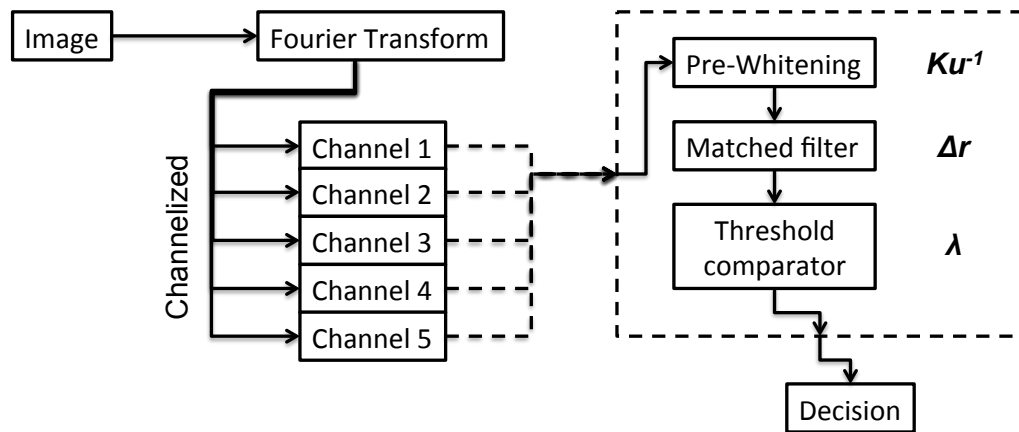 Image
Fourier Transform
Channelized
Channel 1
Channel 2
Channel 3
Channel 4
Channel 5
Pre-Whitening
Ku⁻¹
Matched filter
Δr
Threshold
comparator
λ
Decision